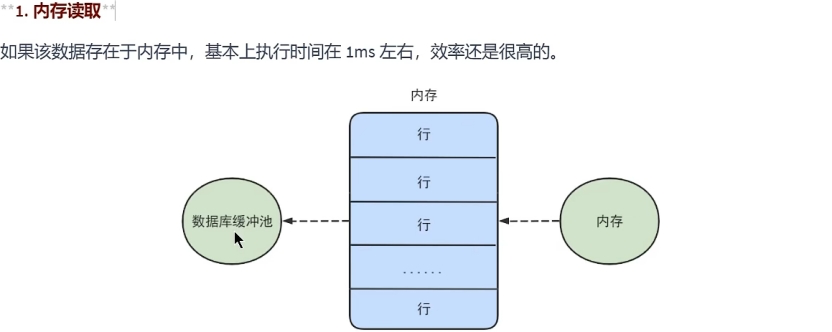 **1. 内存读取**
如果该数据存在于内存中，基本上执行时间在 1ms 左右，效率还是很高的。
内存
行
行
数据库缓冲池
行
内存
......
行